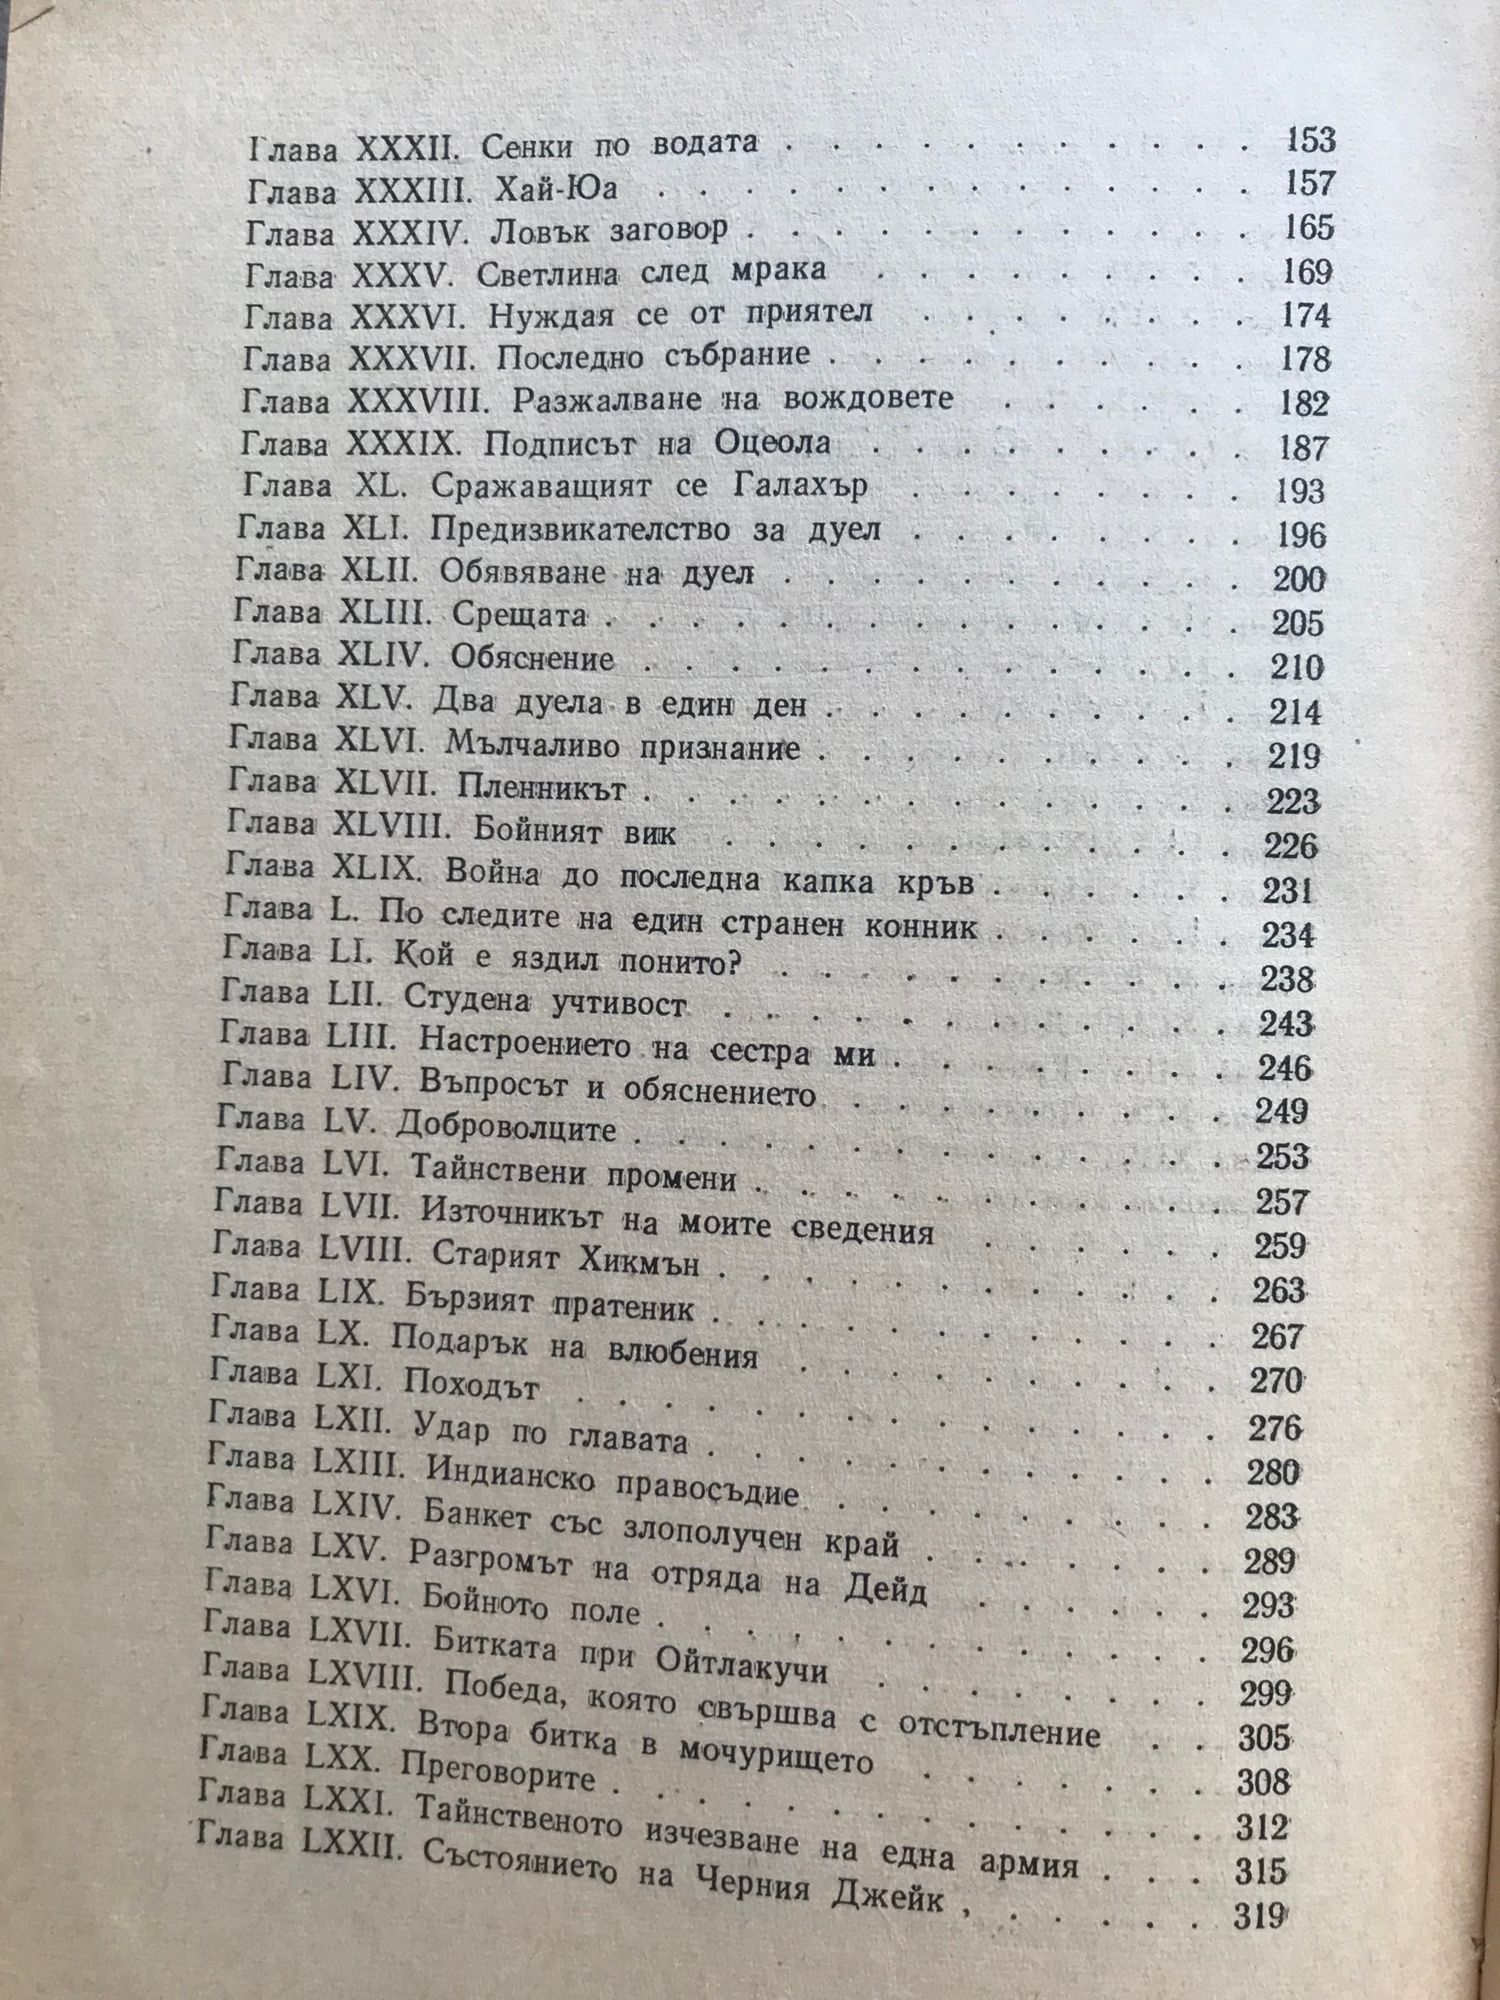 Глава XXXII. Сенки по водата . . . . . . . . . . . 153
Глава XXXIII. Хай-Юа . . . . . . . . . . . . . . 157
Глава XXXIV. Ловък заговор . . . . . . . . . . . . 165
Глава XXXV. Светлина след мрака . . . . . . . . . 169
Глава XXXVI. Нуждая се от приятел . . . . . . . . 174
Глава XXXVII. Последно събрание . . . . . . . . . . 178
Глава XXXVIII. Разжалване на вождовете . . . . . . 182
Глава XXXIX. Подписът на Оцеола . . . . . . . . . 187
Глава XL. Сражаващият се Галахър . . . . . . . . 193
Глава XLI. Предизвикателство за дуел . . . . . . . . 196
Глава XLII. Обявяване на дуел . . . . . . . . . . . 200
Глава XLIII. Срещата . . . . . . . . . . . . . . . 205
Глава XLIV. Обяснение . . . . . . . . . . . . . . 210
Глава XLV. Два дуела в един ден . . . . . . . . . . 214
Глава XLVI. Мълчаливо признание . . . . . . . . . . 219
Глава XLVII. Пленникът . . . . . . . . . . . . . . 223
Глава XLVIII. Бойният вик . . . . . . . . . . . . 226
Глава XLIX. Война до последна капка кръв . . . . . . 231
Глава L. По следите на един странен конник . . . . . . 234
Глава LI. Кой е яздил понито? . . . . . . . . . . . 238
Глава LII. Студена учтивост . . . . . . . . . . . . 243
Глава LIII. Настроението на сестра ми . . . . . . . . 246
Глава LIV. Въпросът и обяснението . . . . . . . . . 249
Глава LV. Доброволците . . . . . . . . . . . . . . 253
Глава LVI. Тайнствени промени . . . . . . . . . . . 257
Глава LVII. Източникът на моите сведения . . . . . . 259
Глава LVIII. Старият Хикмън . . . . . . . . . . . . 263
Глава LIX. Бързият пратеник . . . . . . . . . . . . 267
Глава LX. Подарък на влюбения . . . . . . . . . . 270
Глава LXI. Походът . . . . . . . . . . . . . . . 276
Глава LXII. Удар по главата . . . . . . . . . . . . 280
Глава LXIII. Индианско правосъдие . . . . . . . . . 283
Глава LXIV. Банкет със злополучен край . . . . . . . 289
Глава LXV. Разгромът на отряда на Дейд . . . . . . 293
Глава LXVI. Бойното поле . . . . . . . . . . . . . 296
Глава LXVII. Битката при Ойтлакучи . . . . . . . . 299
Глава LXVIII. Победа, която свършва с отстъпление . . 305
Глава LXIX. Втора битка в мочурището . . . . . . . 308
Глава LXX. Преговорите . . . . . . . . . . . . . . 312
Глава LXXI. Тайнственото изчезване на една армия . . . 315
Глава LXXII. Състоянието на Черния Джейк , . . . . . 319